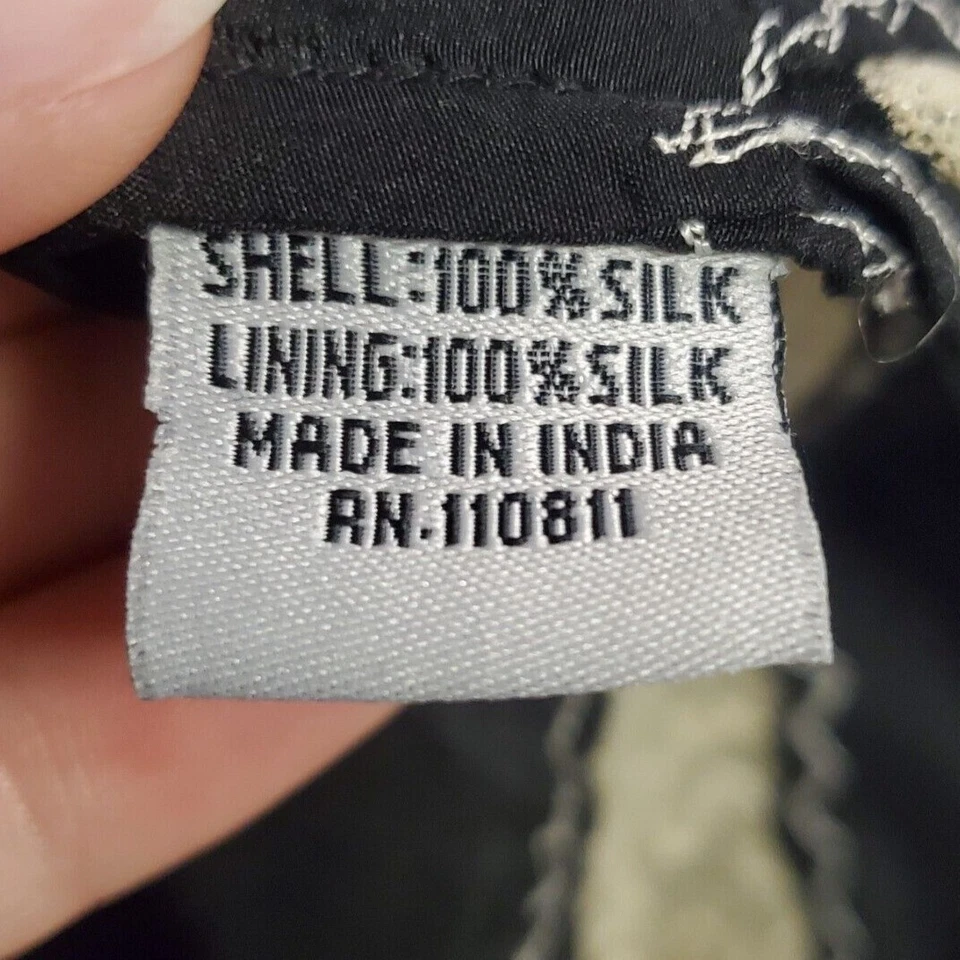 SHELL:100%SILK
LINING:100%SILK
MADE IN INDIA
RN.110811